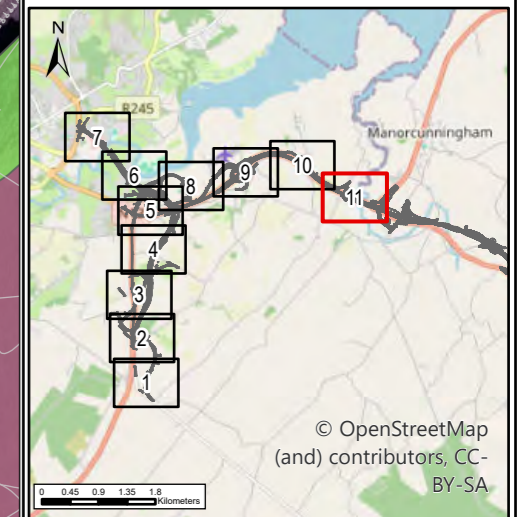 N
R245
Manorcunningham
7
6
8
9
10
11
5
4
3
2
1
© OpenStreetMap
(and) contributors, CC-
BY-SA
0 0.45 0.9 1.35 1.8
Kilometers